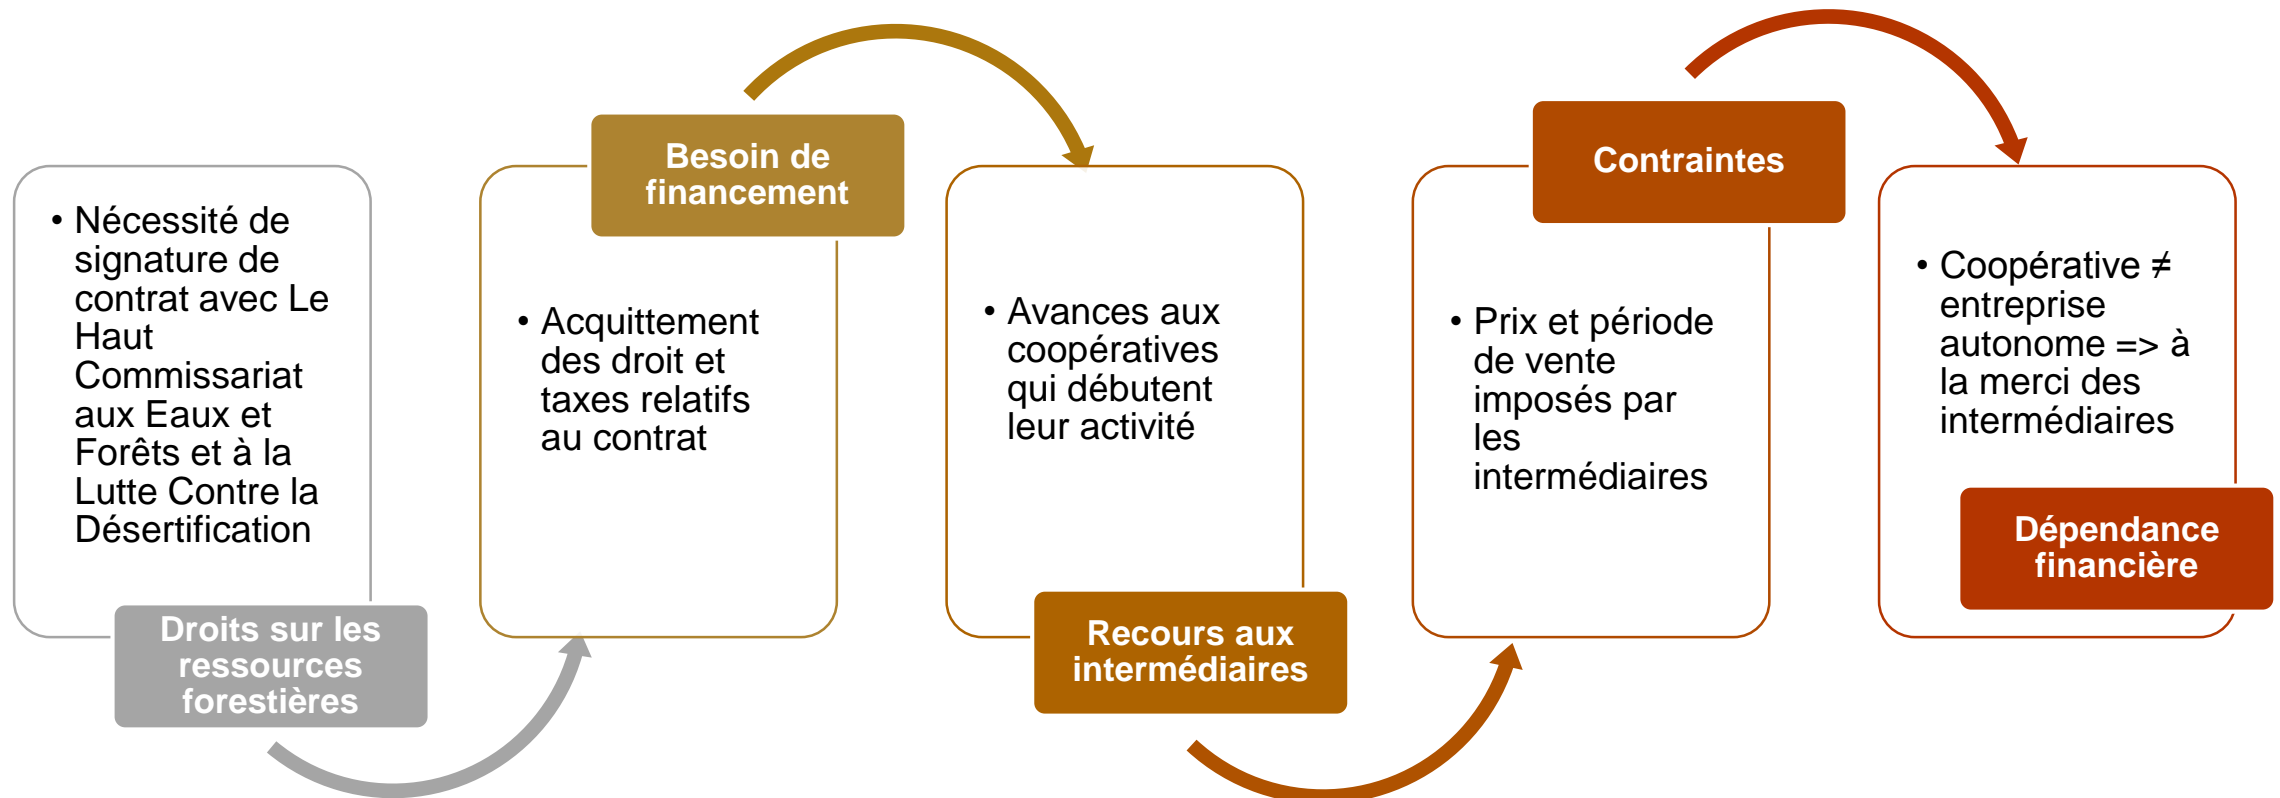 • Nécessité de
signature de
contrat avec Le
Haut
Commissariat
aux Eaux et
Forêts et à la
Lutte Contre la
Désertification
Droits sur les
ressources
forestières
Besoin de
financement
• Acquittement
des droit et
taxes relatifs
au contrat
• Avances aux
coopératives
qui débutent
leur activité
Recours aux
intermédiaires
Contraintes
• Prix et période
de vente
imposés par
les
intermédiaires
• Coopérative ≠
entreprise
autonome => à
la merci des
intermédiaires
Dépendance
financière